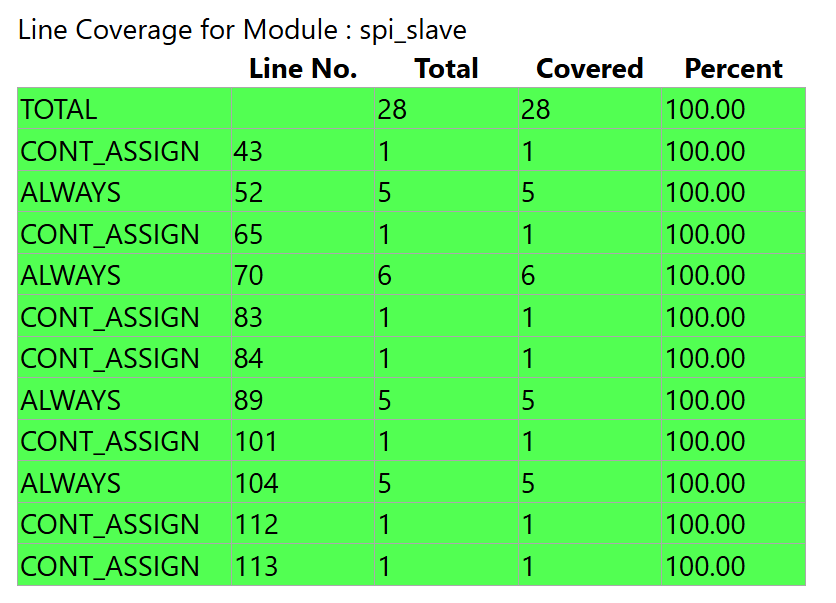 Line Coverage for Module : spi_slave
Line No. Total Covered Percent
TOTAL 28 28 100.00
CONT_ASSIGN 43 1 1 100.00
ALWAYS 52 5 5 100.00
CONT_ASSIGN 65 1 1 100.00
ALWAYS 70 6 6 100.00
CONT_ASSIGN 83 1 1 100.00
CONT_ASSIGN 84 1 1 100.00
ALWAYS 89 5 5 100.00
CONT_ASSIGN 101 1 1 100.00
ALWAYS 104 5 5 100.00
CONT_ASSIGN 112 1 1 100.00
CONT_ASSIGN 113 1 1 100.00